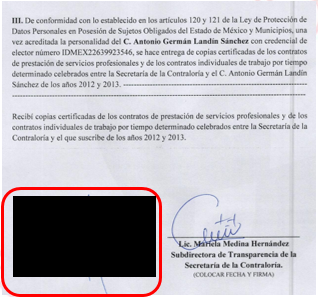 III. De conformidad con lo establecido en los artículos 120 y 121 de la Ley de Protección de
Datos Personales en Posesión de Sujetos Obligados del Estado de México y Municipios, una
vez acreditada la personalidad del C. Antonio Germán Landín Sánchez con credencial de
elector número IDMEX22639923546, se hace entrega de copias certificadas de los contratos
de prestación de servicios profesionales y de los contratos individuales de trabajo por tiempo
determinado celebrados entre la Secretaría de la Contraloría y el C. Antonio Germán Landín
Sánchez de los años 2012 y 2013.
Recibí copias certificadas de los contratos de prestación de servicios profesionales y de los
contratos individuales de trabajo por tiempo determinado celebrados entre la Secretaría de la
Contraloría y el que suscribe de los años 2012 y 2013.
Lic. Mariela Medina Hernández
Subdirectora de Transparencia de la
Secretaría de la Contraloría.
(COLOCAR FECHA Y FIRMA)